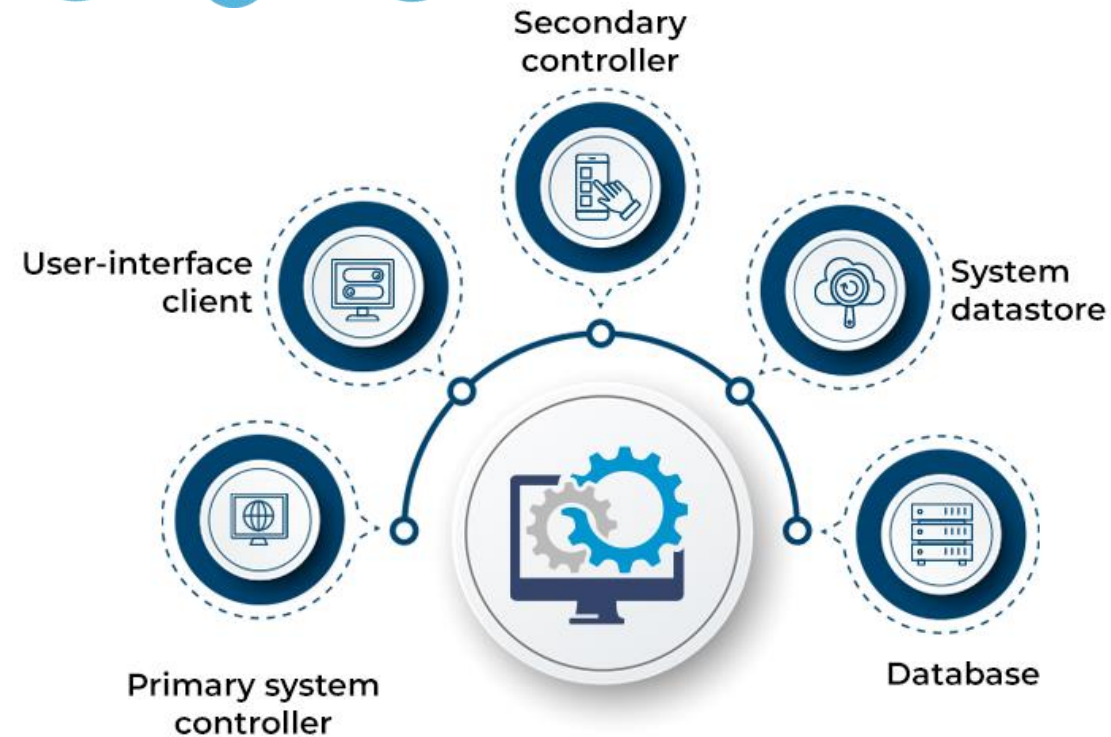 Secondary
controller
User-interface
client
System
datastore
Primary system
controller
Database